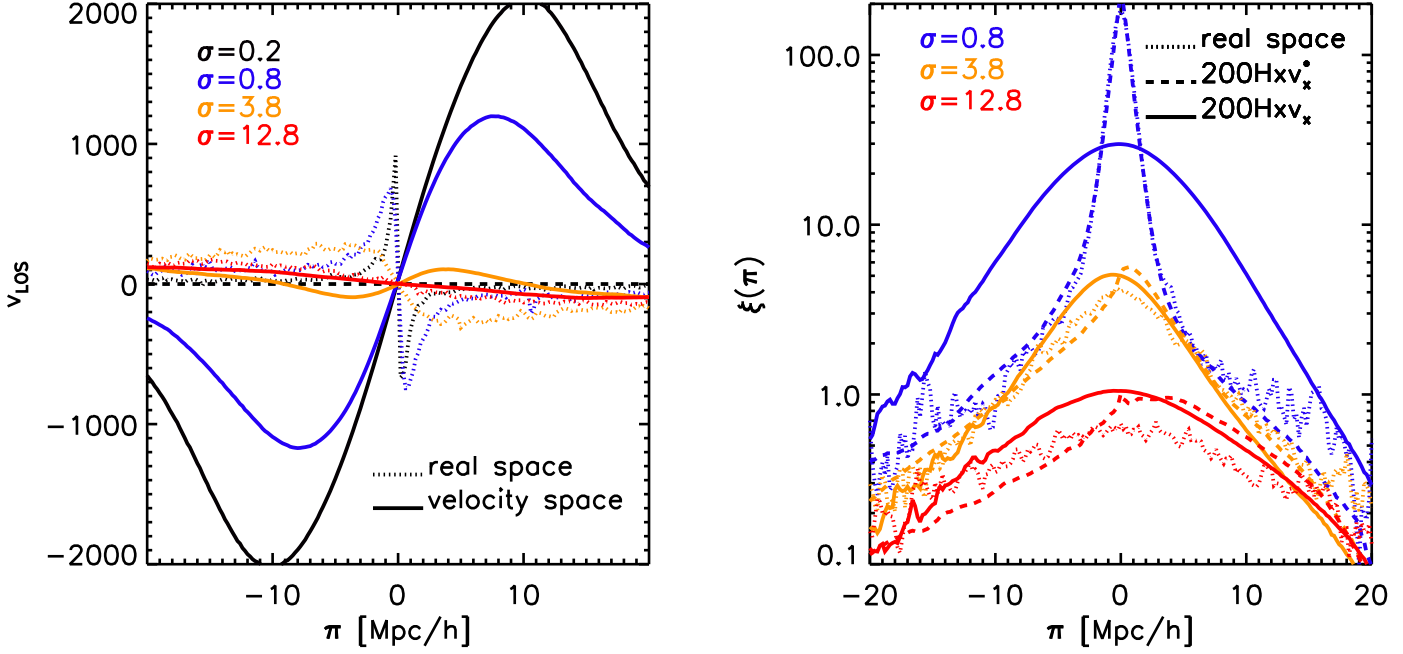 2000
1000
0
−1000
−2000
v_LOS
σ=0.2
σ=0.8
σ=3.8
σ=12.8
real space
velocity space
−10 0 10
π [Mpc/h]
100.0
10.0
1.0
0.1
ξ(π)
σ=0.8
σ=3.8
σ=12.8
real space
200Hxv_x^•
200Hxv_x
−20 −10 0 10 20
π [Mpc/h]